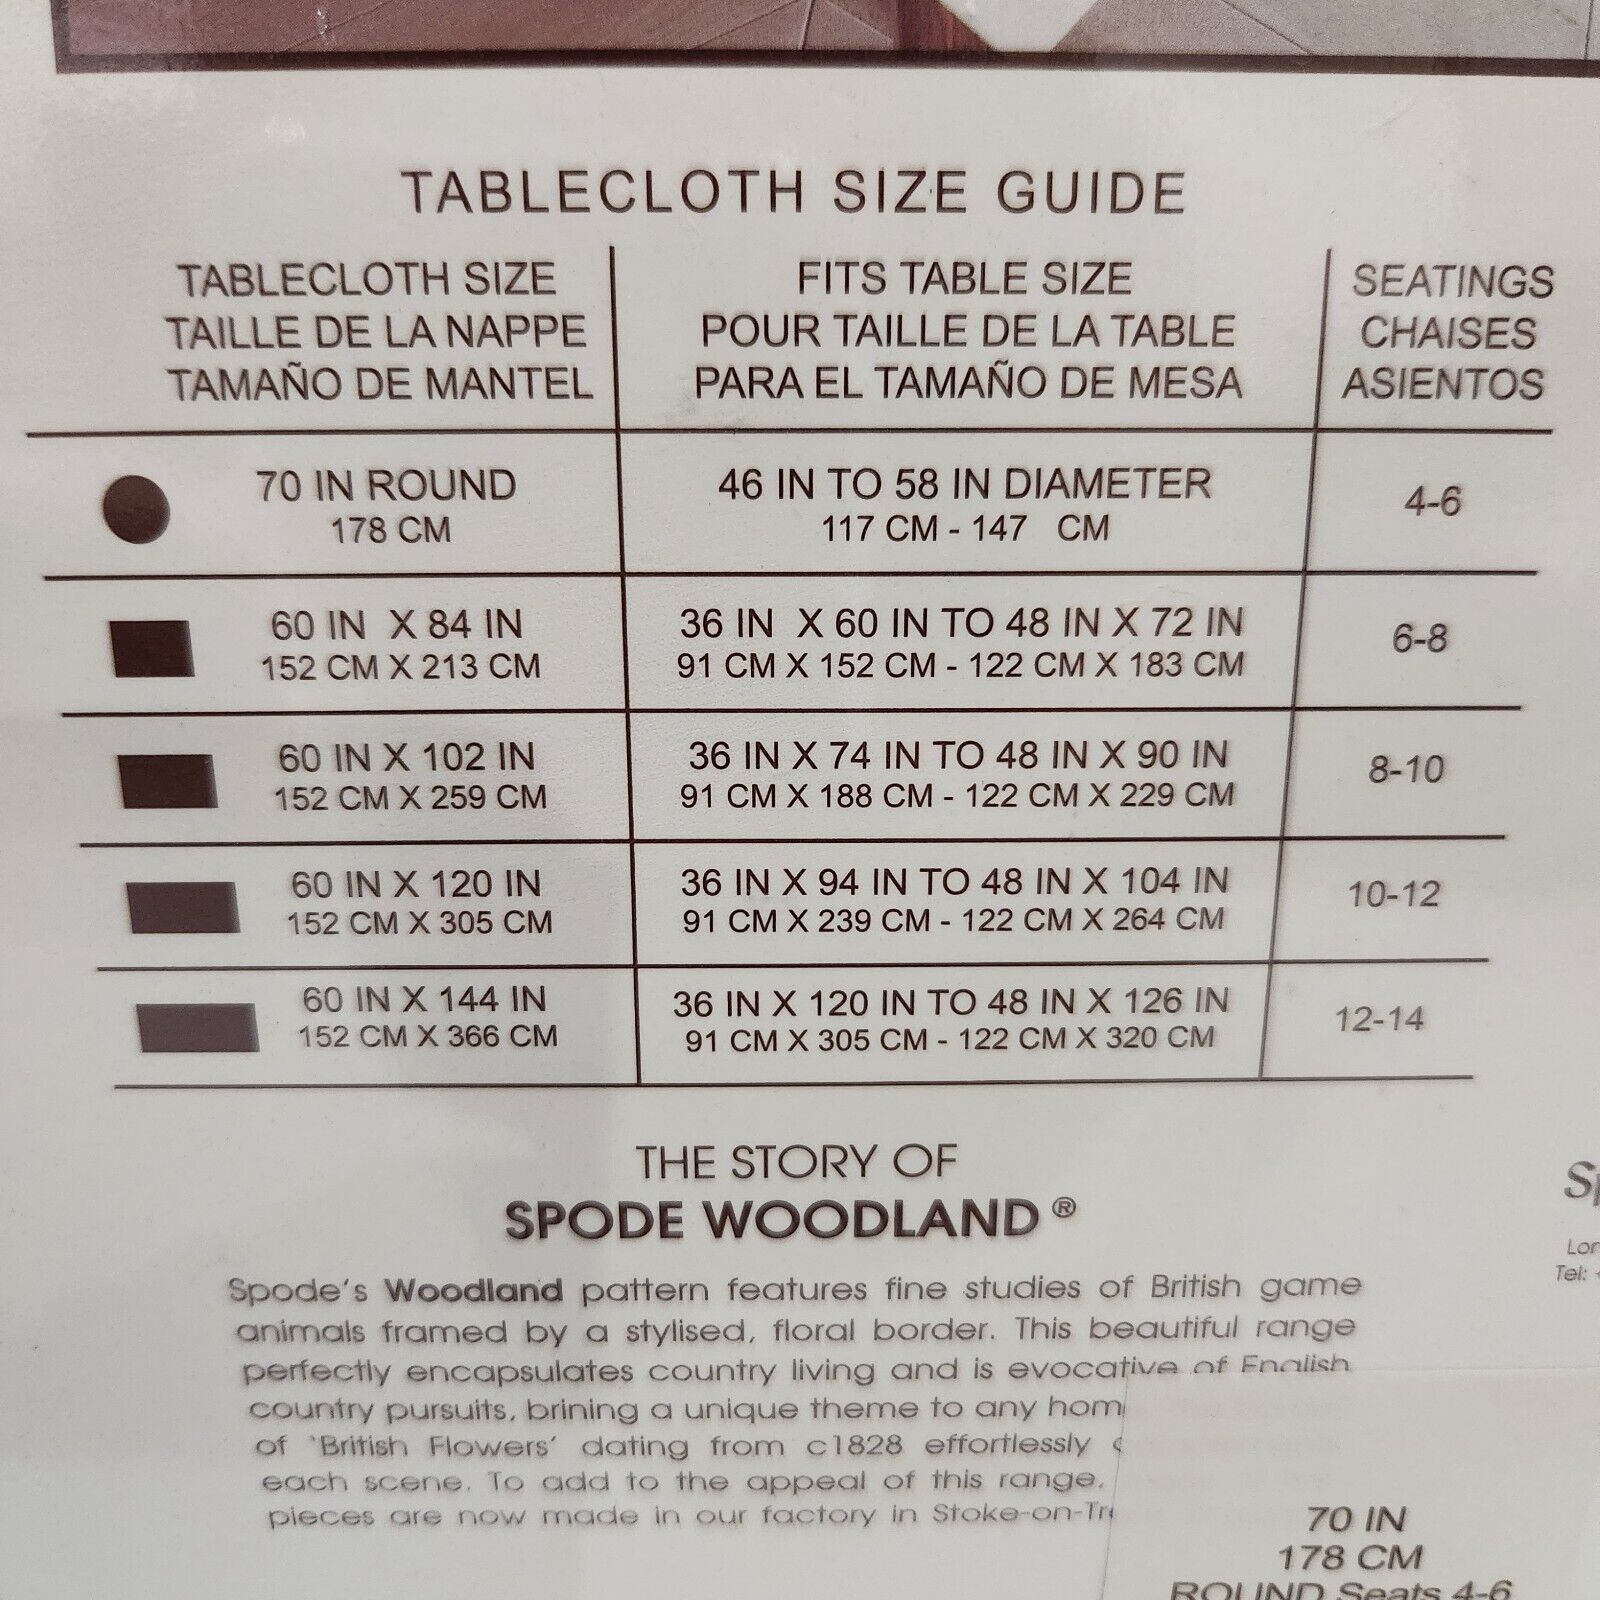 TABLECLOTH SIZE GUIDE
TABLECLOTH SIZE
TAILLE DE LA NAPPE
TAMAÑO DE MANTEL
FITS TABLE SIZE
POUR TAILLE DE LA TABLE
PARA EL TAMAÑO DE MESA
SEATINGS
CHAISES
ASIENTOS
70 IN ROUND
178 CM
46 IN TO 58 IN DIAMETER
117 CM - 147 CM
4-6
60 IN X 84 IN
152 CM X 213 CM
36 IN X 60 IN TO 48 IN X 72 IN
91 CM X 152 CM - 122 CM X 183 CM
6-8
60 IN X 102 IN
152 CM X 259 CM
36 IN X 74 IN TO 48 IN X 90 IN
91 CM X 188 CM - 122 CM X 229 CM
8-10
60 IN X 120 IN
152 CM X 305 CM
36 IN X 94 IN TO 48 IN X 104 IN
91 CM X 239 CM - 122 CM X 264 CM
10-12
60 IN X 144 IN
152 CM X 366 CM
36 IN X 120 IN TO 48 IN X 126 IN
91 CM X 305 CM - 122 CM X 320 CM
12-14
THE STORY OF
SPODE WOODLAND®
Spode's Woodland pattern features fine studies of British game
animals framed by a stylised, floral border. This beautiful range
perfectly encapsulates country living and is evocative of English
country pursuits, brining a unique theme to any hom
of 'British Flowers' dating from c1828 effortlessly
each scene. To add to the appeal of this range,
pieces are now made in our factory in Stoke-on-Tre
Tel:
70 IN
178 CM
ROUND Seats 4-6